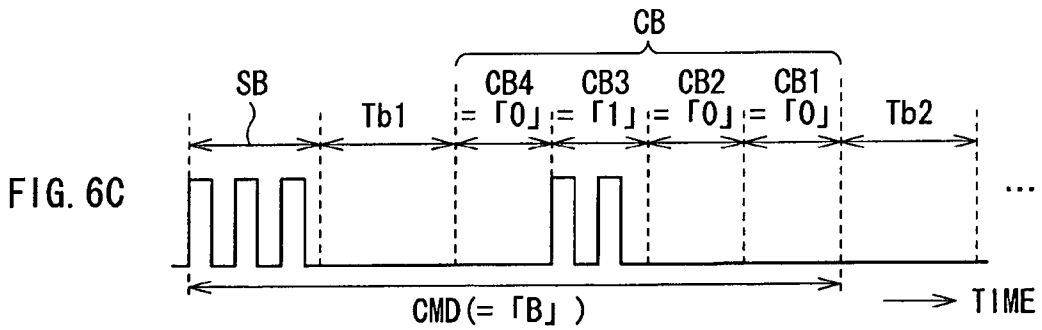 CB
SB
CB4 CB3 CB2 CB1
Tb1 =「0」=「1」=「0」=「0」 Tb2
FIG. 6C
...
CMD(=「B」)
TIME